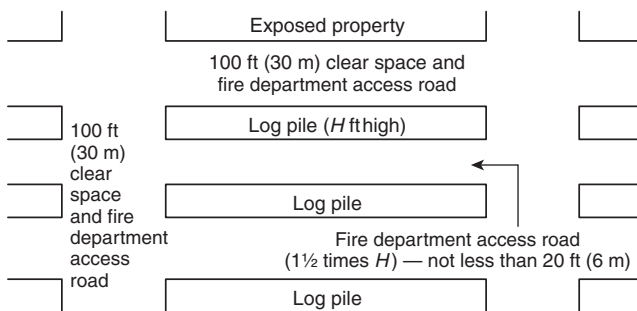 Exposed property
100 ft (30 m) clear space and
fire department access road
Log pile (H ft high)
100 ft
(30 m)
clear
space
and fire
department
access
road
Log pile
Fire department access road
(1½ times H) — not less than 20 ft (6 m)
Log pile